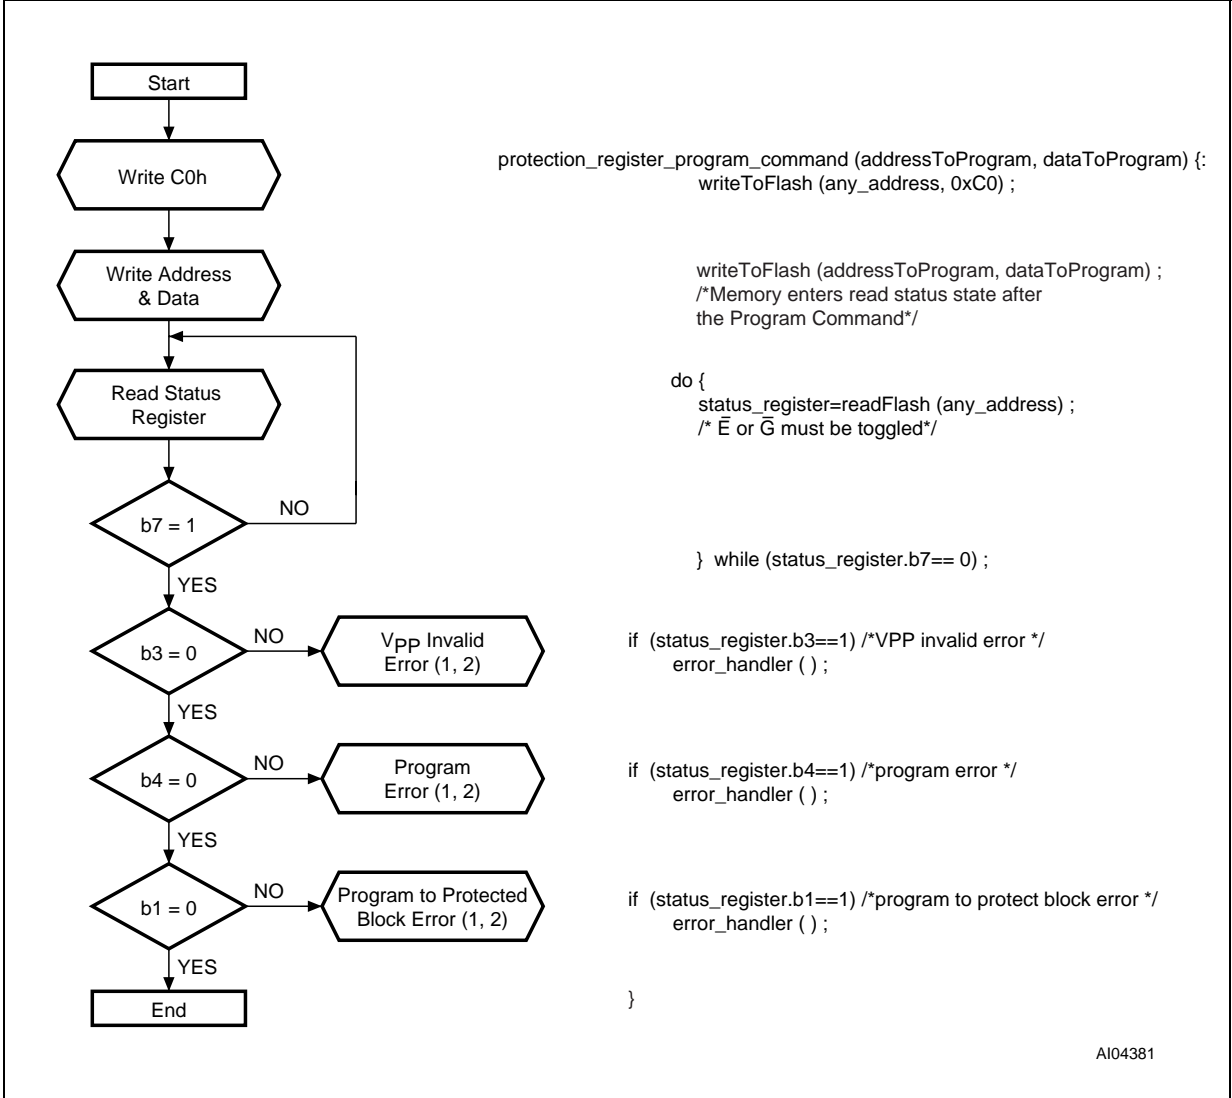 Start
Write C0h
protection_register_program_command (addressToProgram, dataToProgram) {:
writeToFlash (any_address, 0xC0) ;
Write Address
& Data
writeToFlash (addressToProgram, dataToProgram) ;
/*Memory enters read status state after
the Program Command*/
Read Status
Register
do {
status_register=readFlash (any_address) ;
/* E̅ or G̅ must be toggled*/
b7 = 1
NO
} while (status_register.b7== 0) ;
YES
b3 = 0
NO
VPP Invalid
Error (1, 2)
if (status_register.b3==1) /*VPP invalid error */
error_handler ( ) ;
YES
b4 = 0
NO
Program
Error (1, 2)
if (status_register.b4==1) /*program error */
error_handler ( ) ;
YES
b1 = 0
NO
Program to Protected
Block Error (1, 2)
if (status_register.b1==1) /*program to protect block error */
error_handler ( ) ;
YES
End
}
AI04381